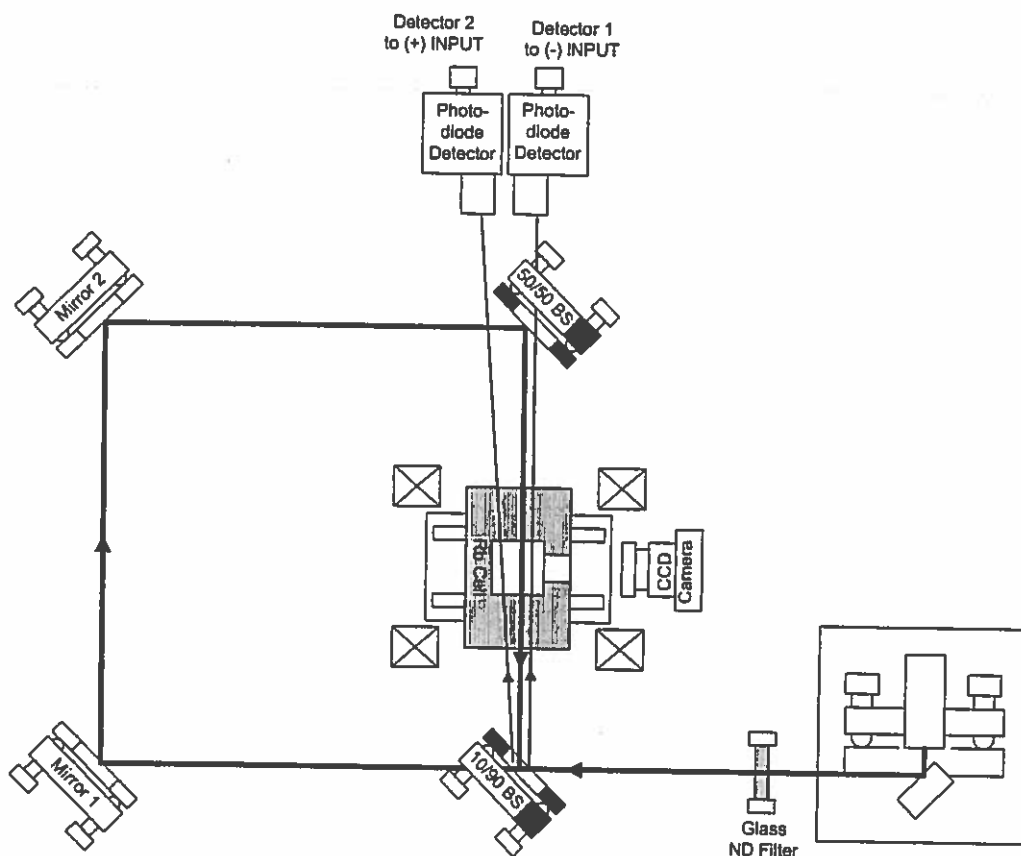 Detector 2
to (+) INPUT
Detector 1
to (-) INPUT
Photo-
diode
Detector
Photo-
diode
Detector
Mirror 2
50/50 BS
Rb Cell
CCD
Camera
Mirror 1
10/90 BS
Glass
ND Filter